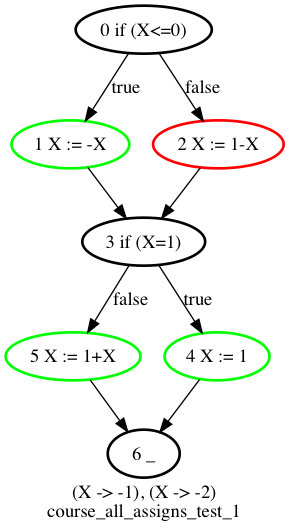 0 if (X<=0)
true
false
1 X := -X
2 X := 1-X
3 if (X=1)
false
true
5 X := 1+X
4 X := 1
6 _
(X -> -1), (X -> -2)
course_all_assigns_test_1